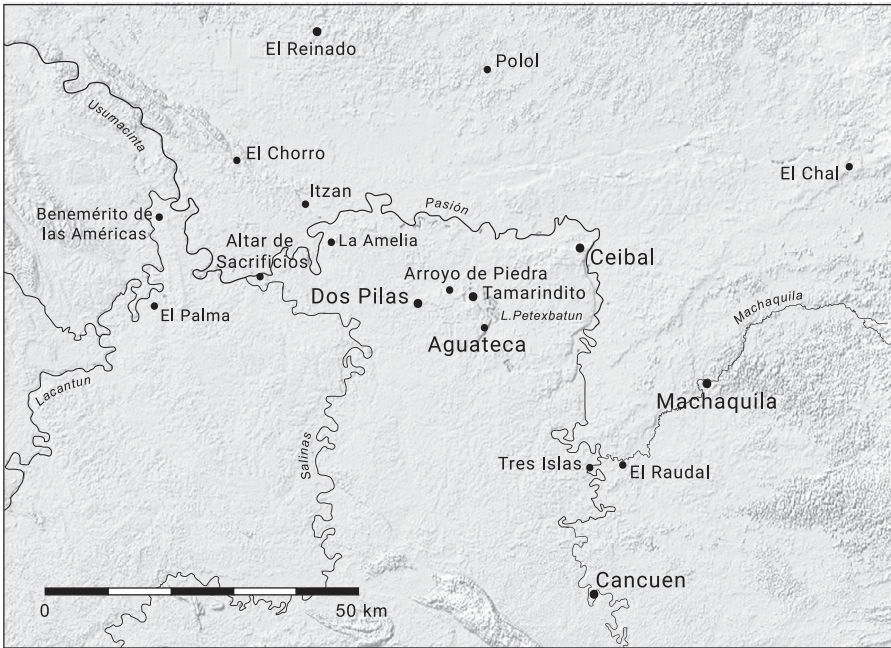 El Reinado
Polol
Usumacinta
El Chorro
El Chal
Itzan
Pasión
Benemérito de
las Américas
Altar de
Sacrificios
La Amelia
Ceibal
Arroyo de Piedra
Dos Pilas
Tamarindito
El Palma
L.Petexbatun
Machaquila
Aguateca
Lacantun
Machaquila
Salinas
Tres Islas
El Raudal
Cancuen
0
50 km